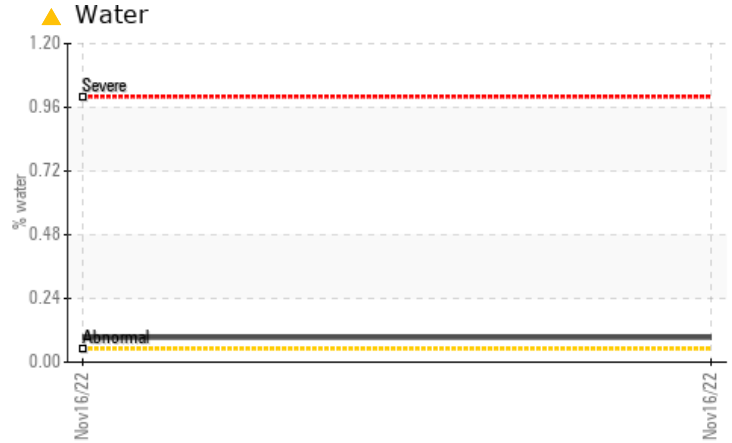 Water
1.20
Severe
0.96
0.72
% water
0.48
0.24
Abnormal
0.00
Nov16/22
Nov16/22